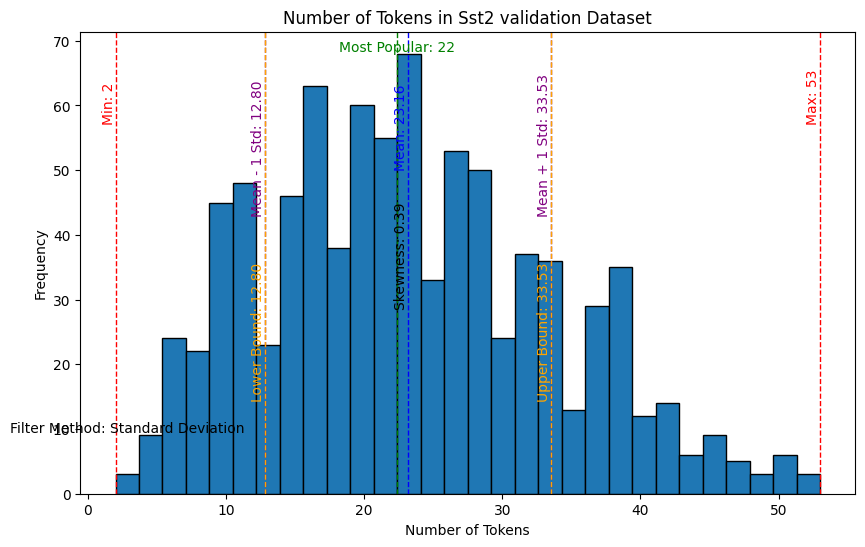 Number of Tokens in Sst2 validation Dataset
Most Popular: 22
Min: 2
Mean - 1 Std: 12.80
Mean: 23.16
Mean + 1 Std: 33.53
Max: 53
Skewness: 0.39
Lower Bound: 12.80
Upper Bound: 33.53
Filter Method: Standard Deviation
Frequency
70
60
50
40
30
20
10
0
0 10 20 30 40 50
Number of Tokens